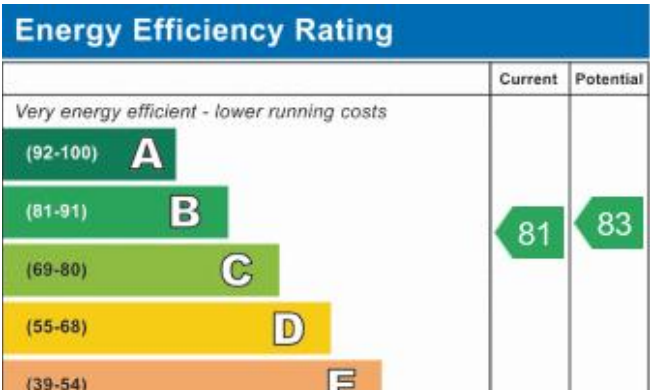 Energy Efficiency Rating
Current Potential
Very energy efficient - lower running costs
(92-100) A
(81-91) B
81 83
(69-80) C
(55-68) D
(39-54) E